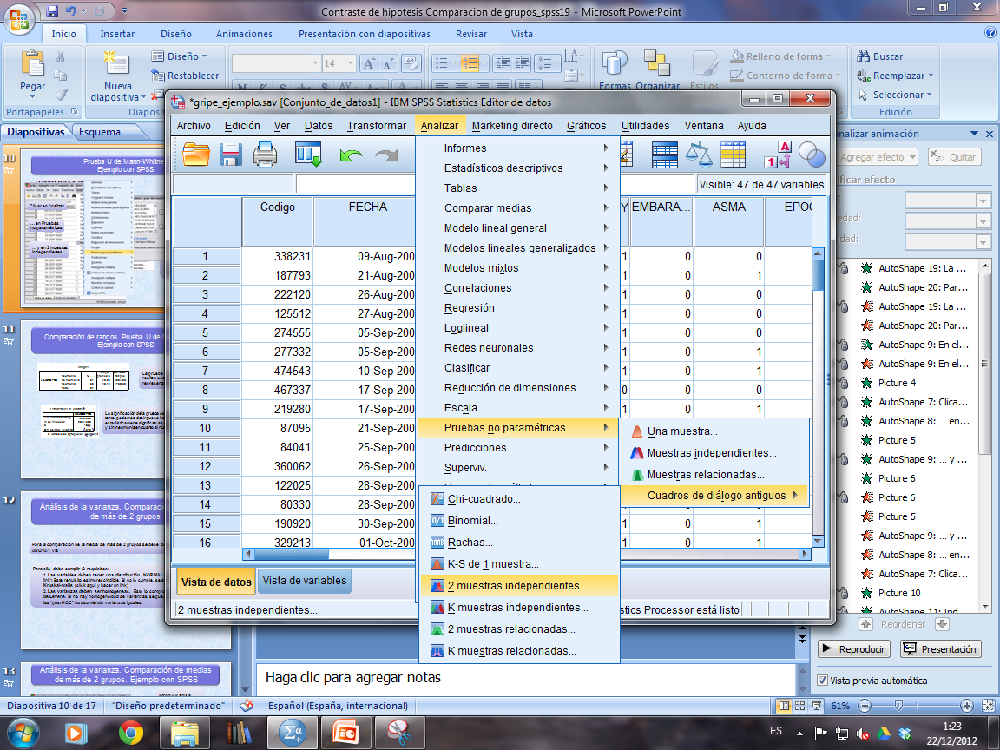 Contraste de hipotesis Comparacion de grupos_spss19 - Microsoft PowerPoint
Inicio Insertar Diseño Animaciones Presentación con diapositivas Revisar Vista
Pegar
Portapapeles
Nueva diapositiva
Diseño
Restablecer
14
Formas Organizar Estilos
Relleno de forma
Contorno de forma
Buscar
Reemplazar
Seleccionar
Edición
Diapositivas Esquema
*gripe_ejemplo.sav [Conjunto_de_datos1] - IBM SPSS Statistics Editor de datos
Archivo Edición Ver Datos Transformar Analizar Marketing directo Gráficos Utilidades Ventana Ayuda
Visible: 47 de 47 variables
Codigo FECHA EMBARA... ASMA EPOC
1 338231 09-Aug-200 1 0 0
2 187793 21-Aug-200 1 0 1
3 222120 26-Aug-200 1 0 0
4 125512 27-Aug-200 1 0 0
5 274555 05-Sep-200 1 0 0
6 277332 05-Sep-200 1 0 1
7 474543 10-Sep-200 1 0 1
8 467337 17-Sep-200 0 0 0
9 219280 17-Sep-200 1 0 1
10 87095 21-Sep-200
11 84041 25-Sep-200
12 360062 26-Sep-200
13 122025 28-Sep-200
14 80330 28-Sep-200 1 0 1
15 190920 30-Sep-200 1 0 1
16 329213 01-Oct-200 1 0 1
Informes
Estadísticos descriptivos
Tablas
Comparar medias
Modelo lineal general
Modelos lineales generalizados
Modelos mixtos
Correlaciones
Regresión
Loglineal
Redes neuronales
Clasificar
Reducción de dimensiones
Escala
Pruebas no paramétricas
Predicciones
Superviv.
Una muestra...
Muestras independientes...
Muestras relacionadas...
Cuadros de diálogo antiguos
Chi-cuadrado...
Binomial...
Rachas...
K-S de 1 muestra...
2 muestras independientes...
K muestras independientes...
2 muestras relacionadas...
K muestras relacionadas...
Vista de datos Vista de variables
2 muestras independientes...
stics Processor está listo
10
Prueba U de Mann-Whitne
Ejemplo con SPSS
Clicar en Analizar
... en Pruebas no paramétricas
... y en 2 muestras independientes...
11
Comparación de rangos. Prueba U de
Ejemplo con SPSS
12
Análisis de la varianza. Comparaci
de más de 2 grupos
13
Análisis de la varianza. Comparación de medias
de más de 2 grupos. Ejemplo con SPSS
onalizar animación
Agregar efecto Quitar
ificar efecto
edad:
idad:
AutoShape 19: La ...
AutoShape 20: Par...
AutoShape 19: La ...
AutoShape 20: Par...
AutoShape 9: En el...
AutoShape 9: En el...
Picture 4
AutoShape 7: Clica...
AutoShape 8: ... en...
Picture 5
AutoShape 9: ... y ...
Picture 6
Picture 6
Picture 5
AutoShape 9: ... y ...
AutoShape 8: ... en...
AutoShape 7: Clica...
Picture 10
AutoShape 11: Ind
Reordenar
Reproducir Presentación
Vista previa automática
Haga clic para agregar notas
Diapositiva 10 de 17 "Diseño predeterminado" Español (España, internacional) 61%
ES
1:23
22/12/2012